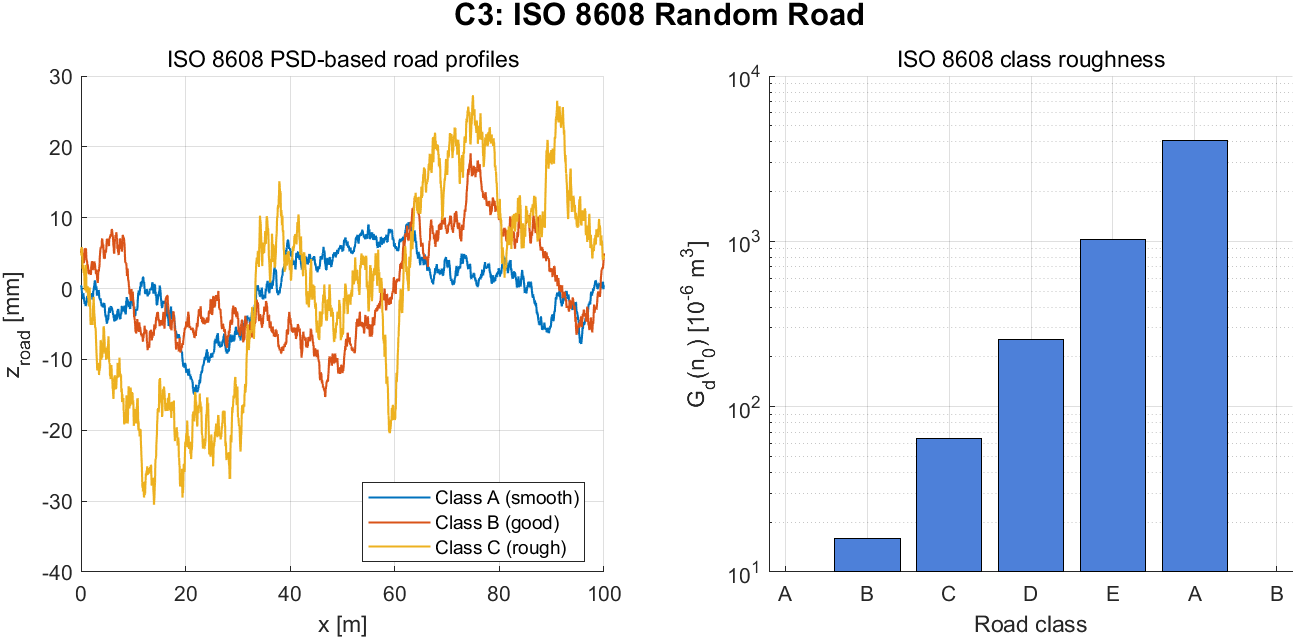 C3: ISO 8608 Random Road
ISO 8608 PSD-based road profiles
30
20
10
0
-10
-20
-30
-40
z_road [mm]
0 20 40 60 80 100
x [m]
Class A (smooth)
Class B (good)
Class C (rough)
ISO 8608 class roughness
10^4
10^3
10^2
10^1
G_d(n_0) [10^-6 m^3]
A B C D E A B
Road class